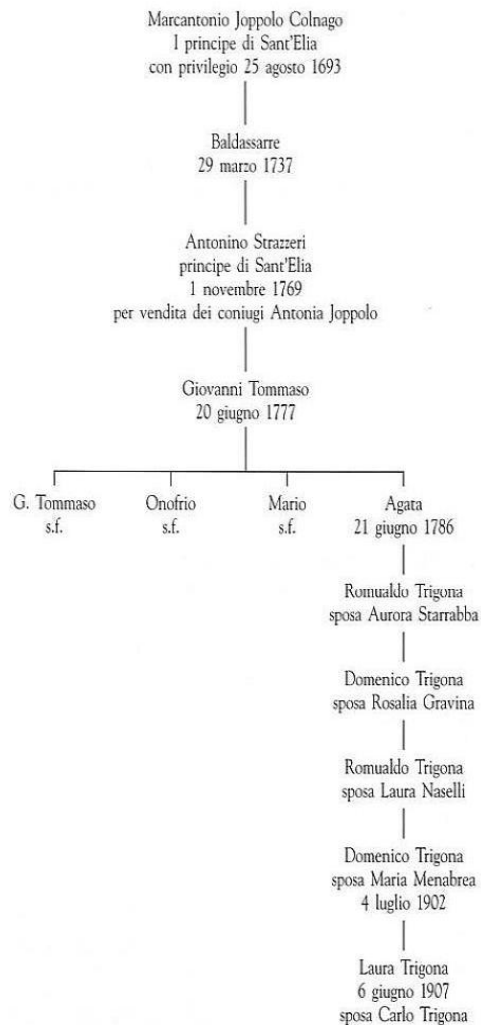 Marcantonio Joppolo Colnago
I principe di Sant'Elia
con privilegio 25 agosto 1693
Baldassarre
29 marzo 1737
Antonino Strazzeri
principe di Sant'Elia
1 novembre 1769
per vendita dei coniugi Antonia Joppolo
Giovanni Tommaso
20 giugno 1777
G. Tommaso
s.f.
Onofrio
s.f.
Mario
s.f.
Agata
21 giugno 1786
Romualdo Trigona
sposa Aurora Starrabba
Domenico Trigona
sposa Rosalia Gravina
Romualdo Trigona
sposa Laura Naselli
Domenico Trigona
sposa Maria Menabrea
4 luglio 1902
Laura Trigona
6 giugno 1907
sposa Carlo Trigona